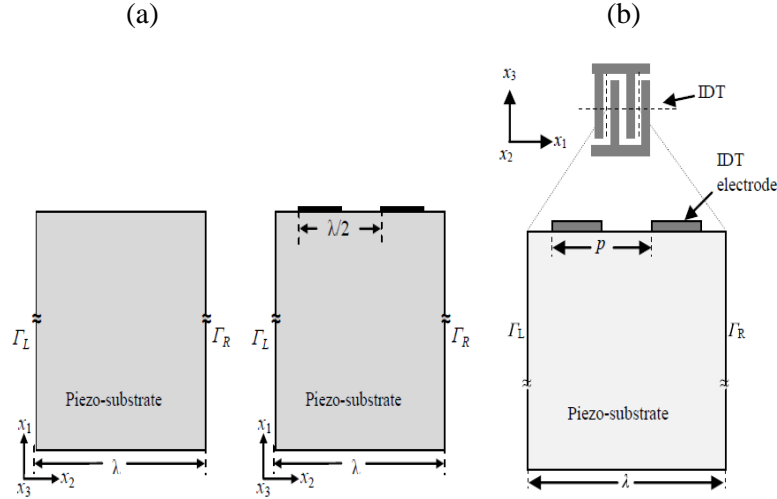 (a)
(b)
x3
x1
x2
IDT
IDT
electrode
λ/2
p
ΓL
ΓR
ΓL
ΓR
ΓL
ΓR
Piezo-substrate
Piezo-substrate
Piezo-substrate
x1
x3
x2
λ
x1
x3
x2
λ
λ